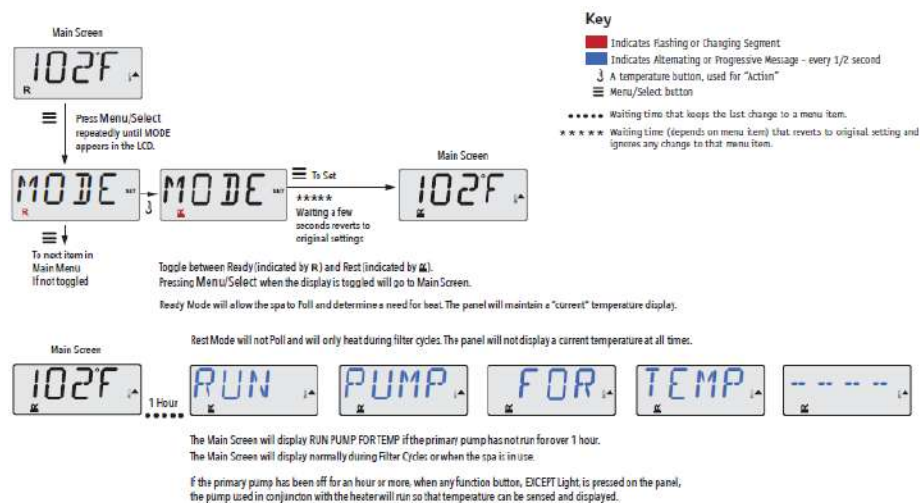 Key
Indicates Flashing or Changing Segment
Indicates Alternating or Progressive Message - every 1/2 second
A temperature button, used for "Action"
Menu/Select button
Waiting time that keeps the last change to a menu item.
***** Waiting time (depends on menu item) that reverts to original setting and
ignores any change to that menu item.
Main Screen
102°F
R
Press Menu/Select
repeatedly until MODE
appears in the LCD.
MODE SET
R
MODE SET
To Set
*****
Waiting a few
seconds reverts to
original settings
Main Screen
102°F
To next item in
Main Menu
If not toggled
Toggle between Ready (indicated by R) and Rest (indicated by ).
Pressing Menu/Select when the display is toggled will go to Main Screen.
Ready Mode will allow the spa to Poll and determine a need for heat. The panel will maintain a "current" temperature display.
Rest Mode will not Poll and will only heat during filter cycles. The panel will not display a current temperature at all times.
Main Screen
102°F
1 Hour
RUN
PUMP
FOR
TEMP
----
The Main Screen will display RUN PUMP FOR TEMP if the primary pump has not run for over 1 hour.
The Main Screen will display normally during Filter Cycles or when the spa is in use.
If the primary pump has been off for an hour or more, when any function button, EXCEPT Light, is pressed on the panel,
the pump used in conjuncton with the heater will run so that temperature can be sensed and displayed.